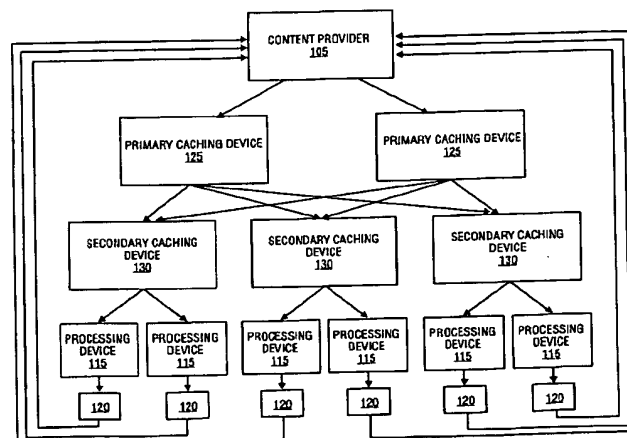 CONTENT PROVIDER
105
PRIMARY CACHING DEVICE
125
PRIMARY CACHING DEVICE
125
SECONDARY CACHING
DEVICE
130
SECONDARY CACHING
DEVICE
130
SECONDARY CACHING
DEVICE
130
PROCESSING
DEVICE
115
PROCESSING
DEVICE
115
PROCESSING
DEVICE
115
PROCESSING
DEVICE
115
PROCESSING
DEVICE
115
PROCESSING
DEVICE
115
120
120
120
120
120
120